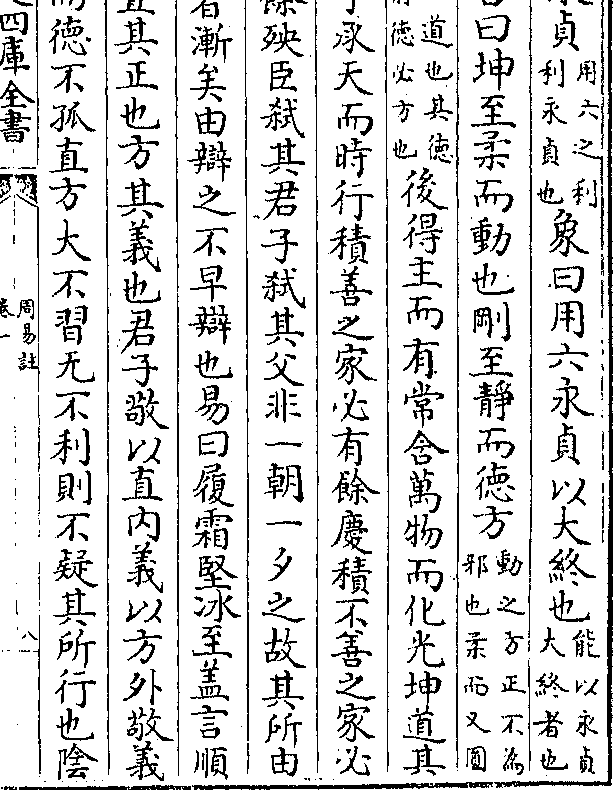 貞用六之利利永貞也象曰用六永貞以大終也能以永貞大終者也
曰坤至柔而動也剛至靜而德方動之方正不為邪也柔而又圓
道也其德德必方也後得主而有常含萬物而化光坤道其
承天而時行積善之家必有餘慶積不善之家必
殃臣弑其君子弑其父非一朝一夕之故其所由
漸矣由辯之不早辯也易曰履霜堅冰至蓋言順
直其正也方其義也君子敬以直內義以方外敬義
德不孤直方大不習无不利則不疑其所行也陰
四庫全書
周易註
卷一
八